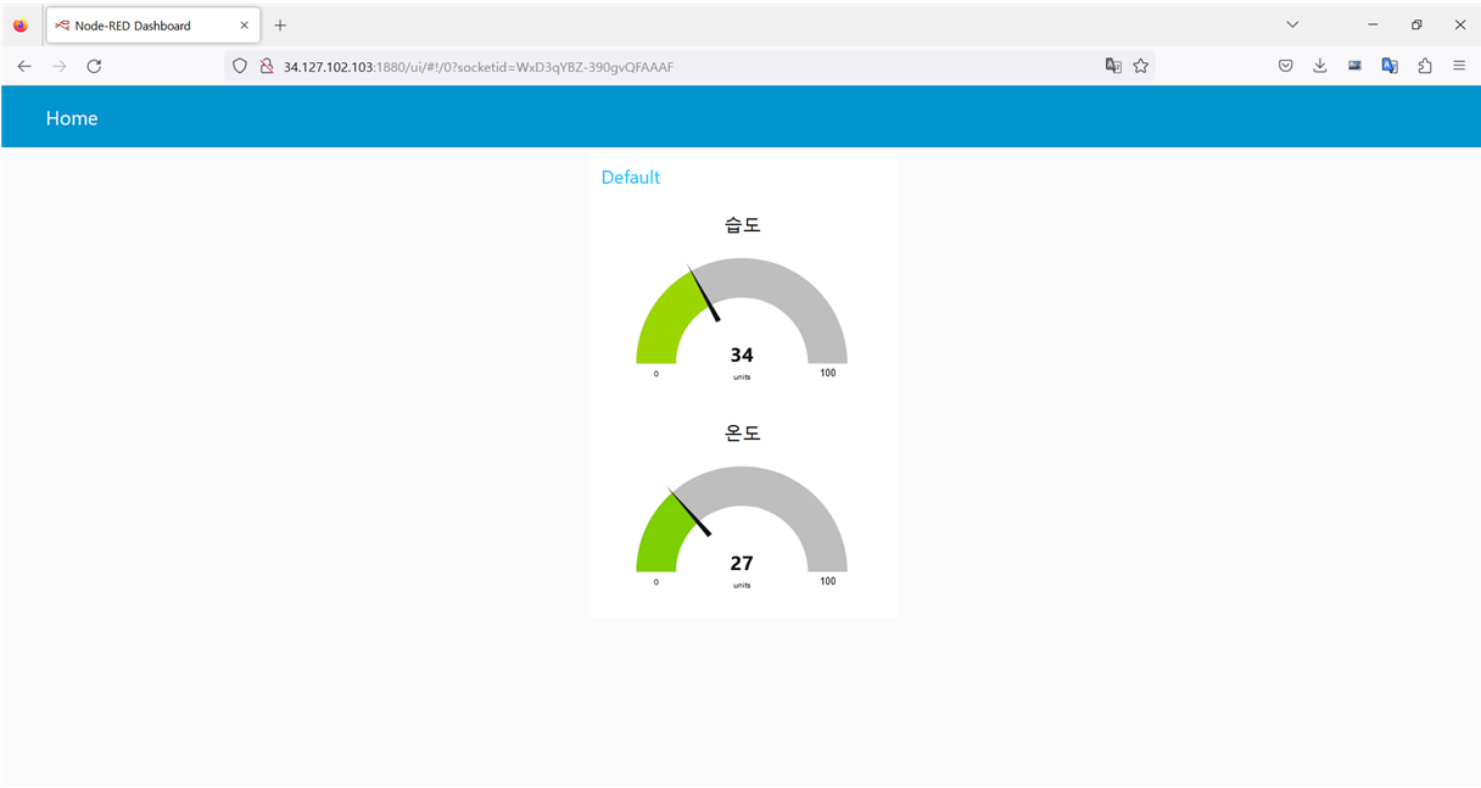 Node-RED Dashboard
34.127.102.103:1880/ui/#!/0?socketid=WxD3qYBZ-390gvQFAAAF
Home
Default
습도
34
0 units 100
온도
27
0 units 100